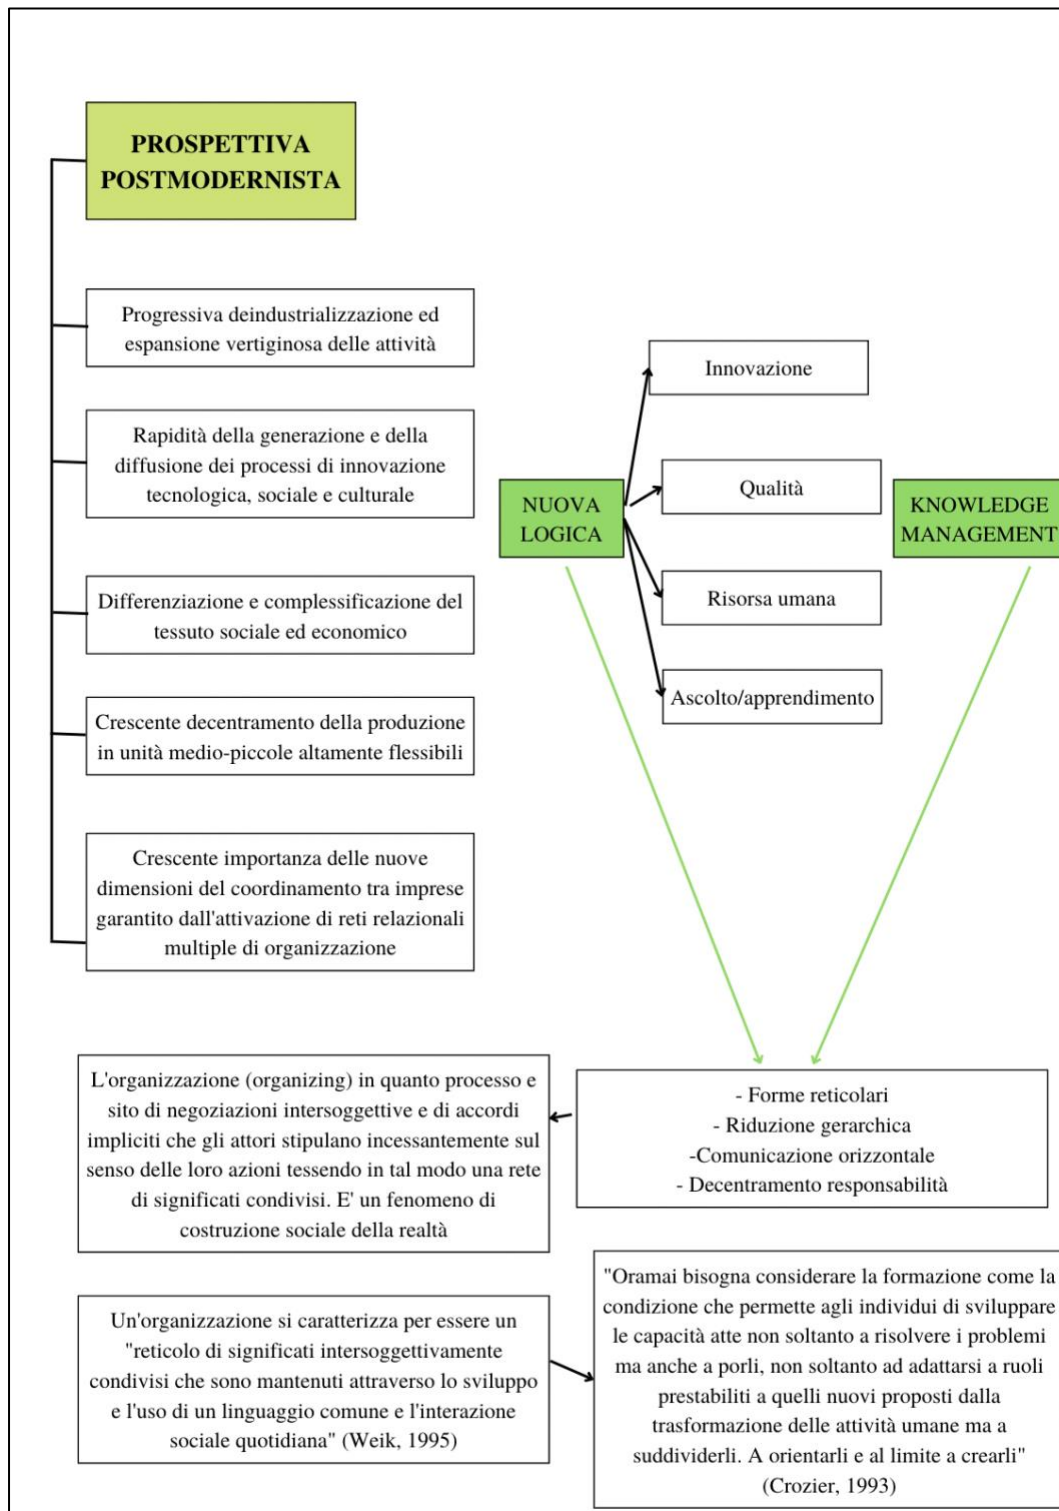 PROSPETTIVA
POSTMODERNISTA
Progressiva deindustrializzazione ed
espansione vertiginosa delle attività
Rapidità della generazione e della
diffusione dei processi di innovazione
tecnologica, sociale e culturale
Differenziazione e complessificazione del
tessuto sociale ed economico
Crescente decentramento della produzione
in unità medio-piccole altamente flessibili
Crescente importanza delle nuove
dimensioni del coordinamento tra imprese
garantito dall'attivazione di reti relazionali
multiple di organizzazione
NUOVA
LOGICA
Innovazione
Qualità
Risorsa umana
Ascolto/apprendimento
KNOWLEDGE
MANAGEMENT
- Forme reticolari
- Riduzione gerarchica
-Comunicazione orizzontale
- Decentramento responsabilità
L'organizzazione (organizing) in quanto processo e
sito di negoziazioni intersoggettive e di accordi
impliciti che gli attori stipulano incessantemente sul
senso delle loro azioni tessendo in tal modo una rete
di significati condivisi. E' un fenomeno di
costruzione sociale della realtà
Un'organizzazione si caratterizza per essere un
"reticolo di significati intersoggettivamente
condivisi che sono mantenuti attraverso lo sviluppo
e l'uso di un linguaggio comune e l'interazione
sociale quotidiana" (Weik, 1995)
"Oramai bisogna considerare la formazione come la
condizione che permette agli individui di sviluppare
le capacità atte non soltanto a risolvere i problemi
ma anche a porli, non soltanto ad adattarsi a ruoli
prestabiliti a quelli nuovi proposti dalla
trasformazione delle attività umane ma a
suddividerli. A orientarli e al limite a crearli"
(Crozier, 1993)